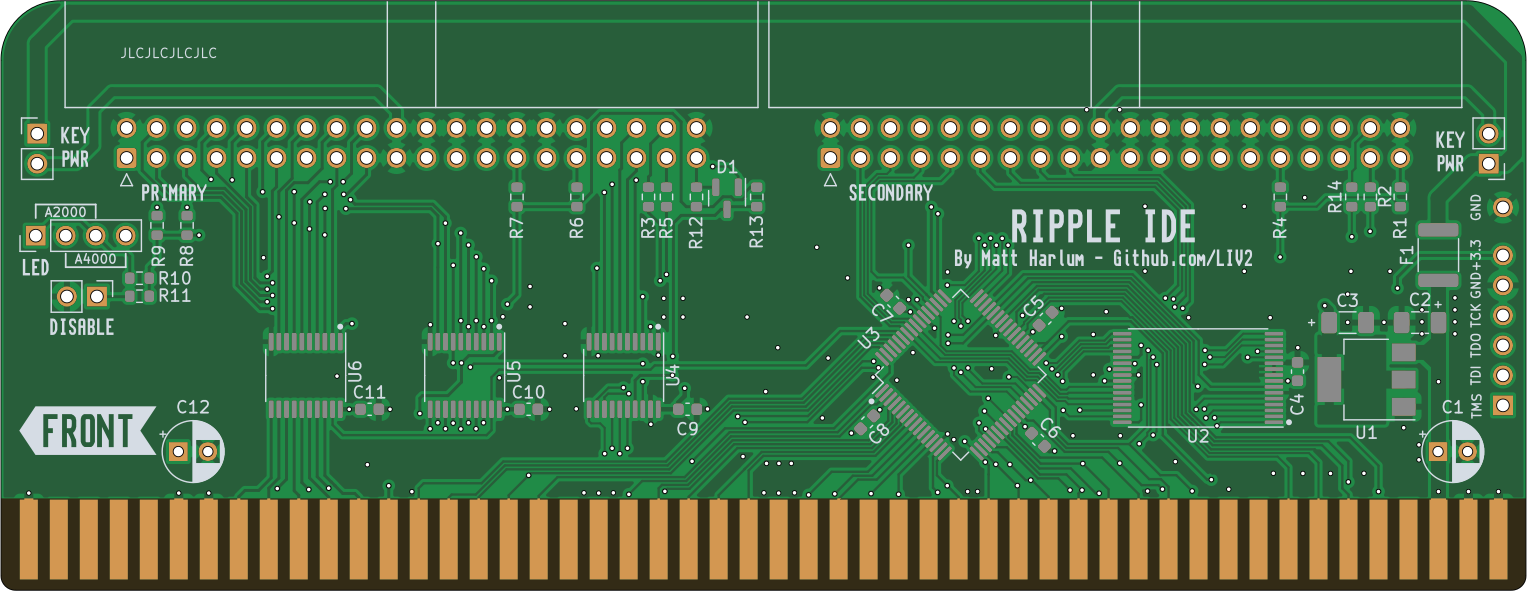 JLCJLCJLCJLC
KEY
PWR
KEY
PWR
D1
PRIMARY
SECONDARY
R7
R6
R3
R5
R12
R13
R4
R14
R2
R1
GND
A2000
R9
R8
RIPPLE IDE
By Matt Harlum - Github.com/LIV2
F1
+3.3
A4000
LED
R10
R11
GND
DISABLE
C7
C5
C3
C2
+
+
TCK
U3
TDO
U6
U5
U4
C4
TDI
C11
C10
C9
C8
C6
U2
U1
TMS
C12
+
C1
+
FRONT